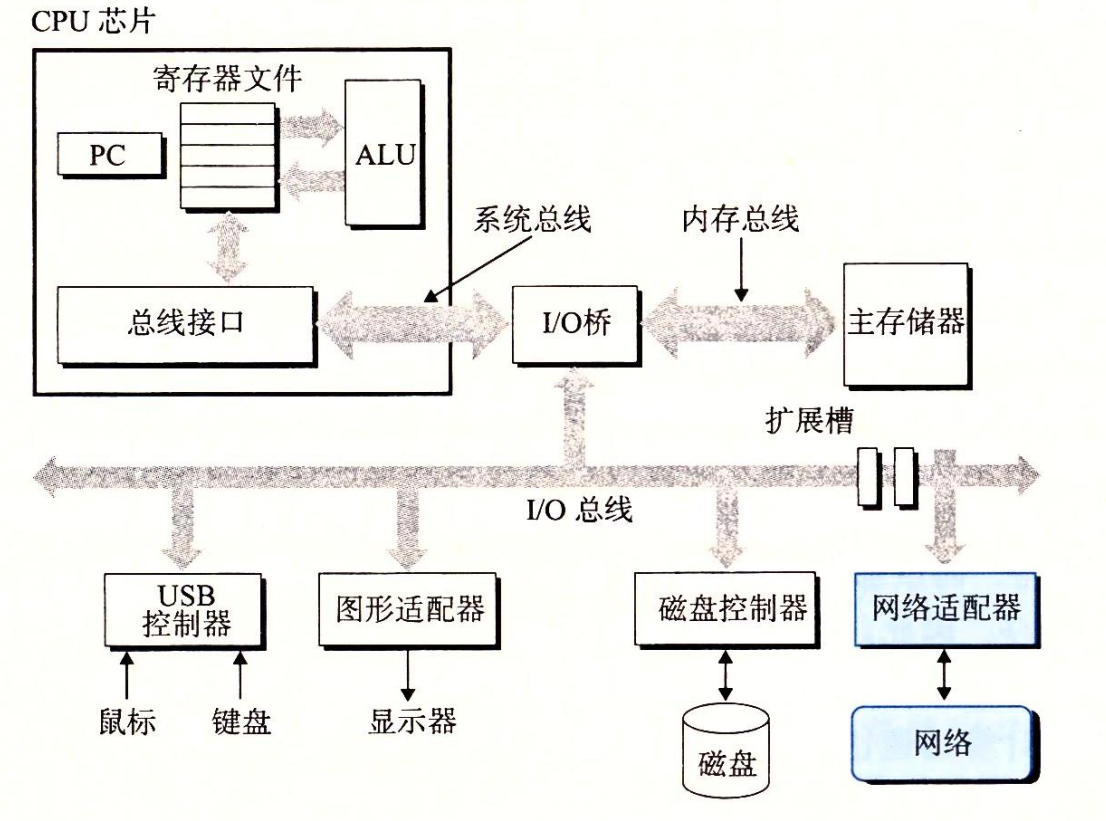 CPU 芯片
寄存器文件
PC
ALU
系统总线
内存总线
总线接口
I/O桥
主存储器
扩展槽
I/O 总线
USB
控制器
图形适配器
磁盘控制器
网络适配器
鼠标
键盘
显示器
磁盘
网络